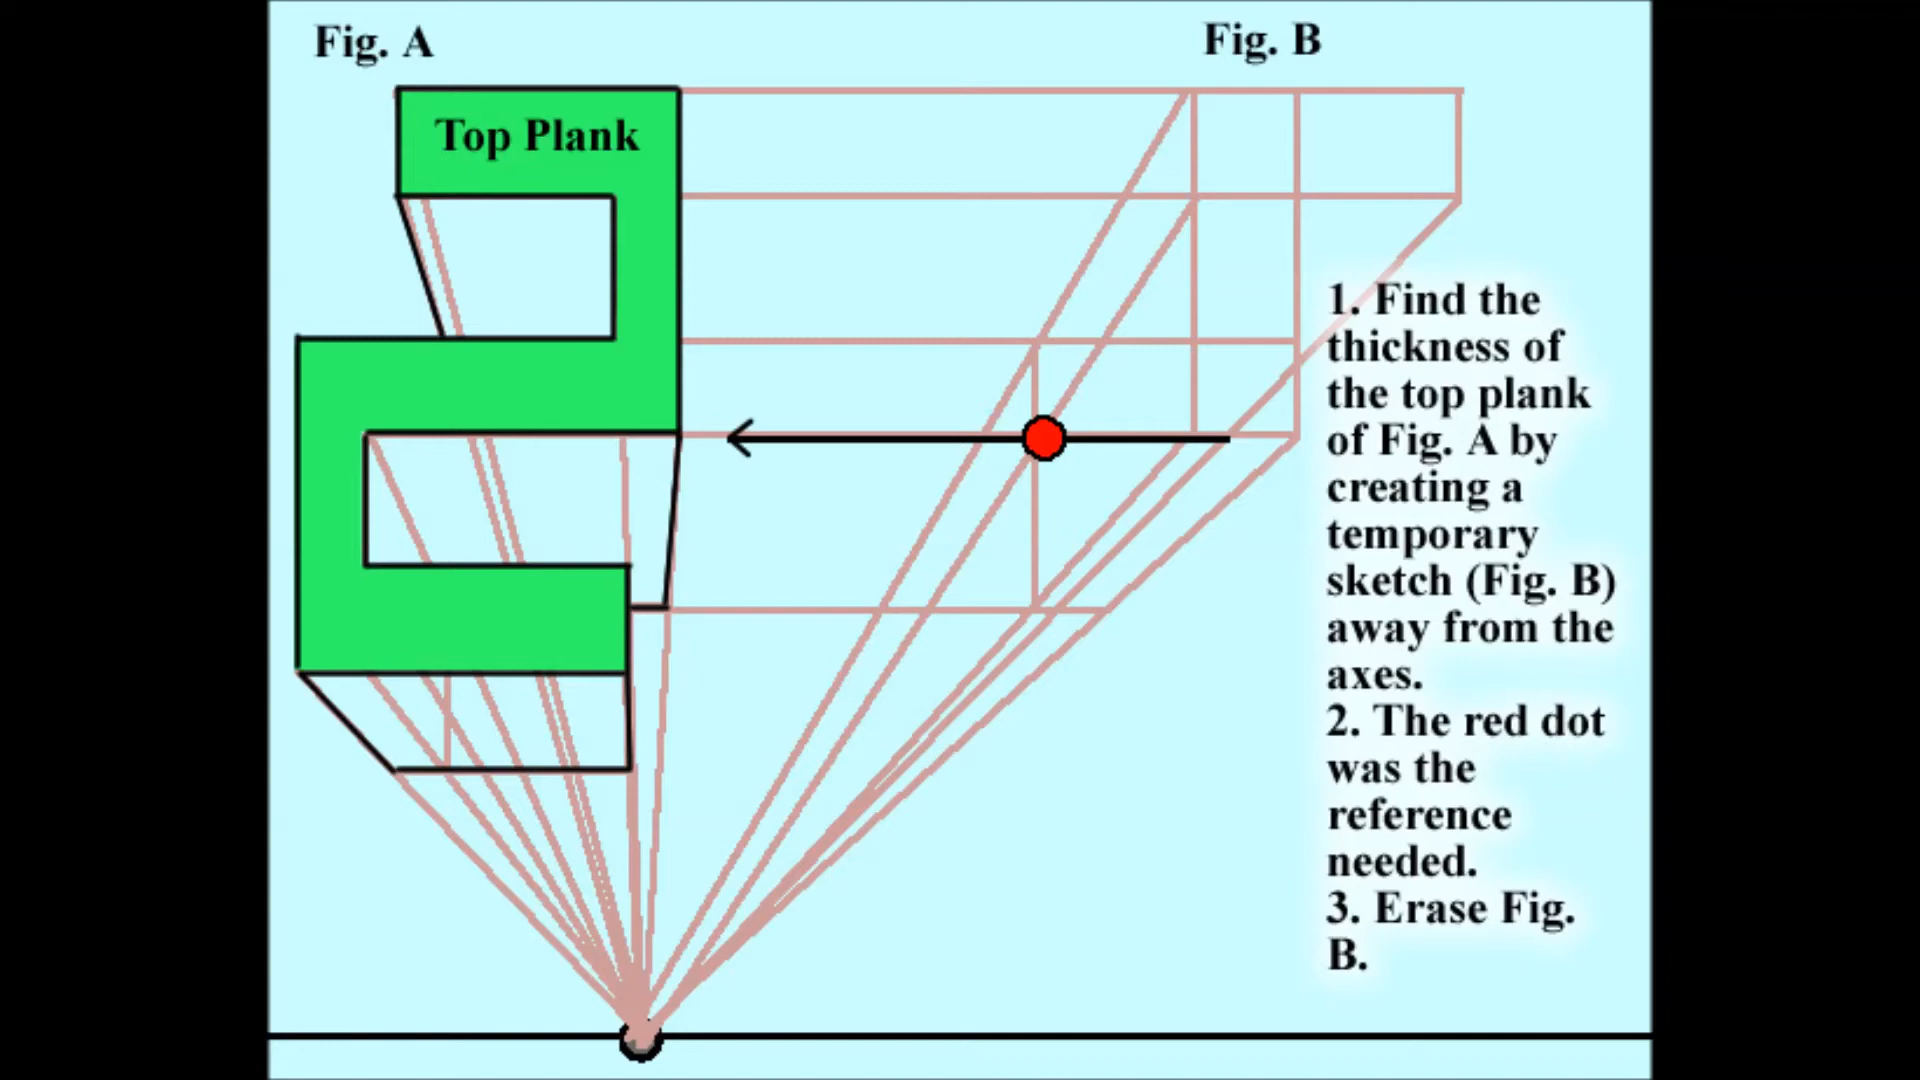 Fig. A
Fig. B
Top Plank
1. Find the
thickness of
the top plank
of Fig. A by
creating a
temporary
sketch (Fig. B)
away from the
axes.
2. The red dot
was the
reference
needed.
3. Erase Fig.
B.